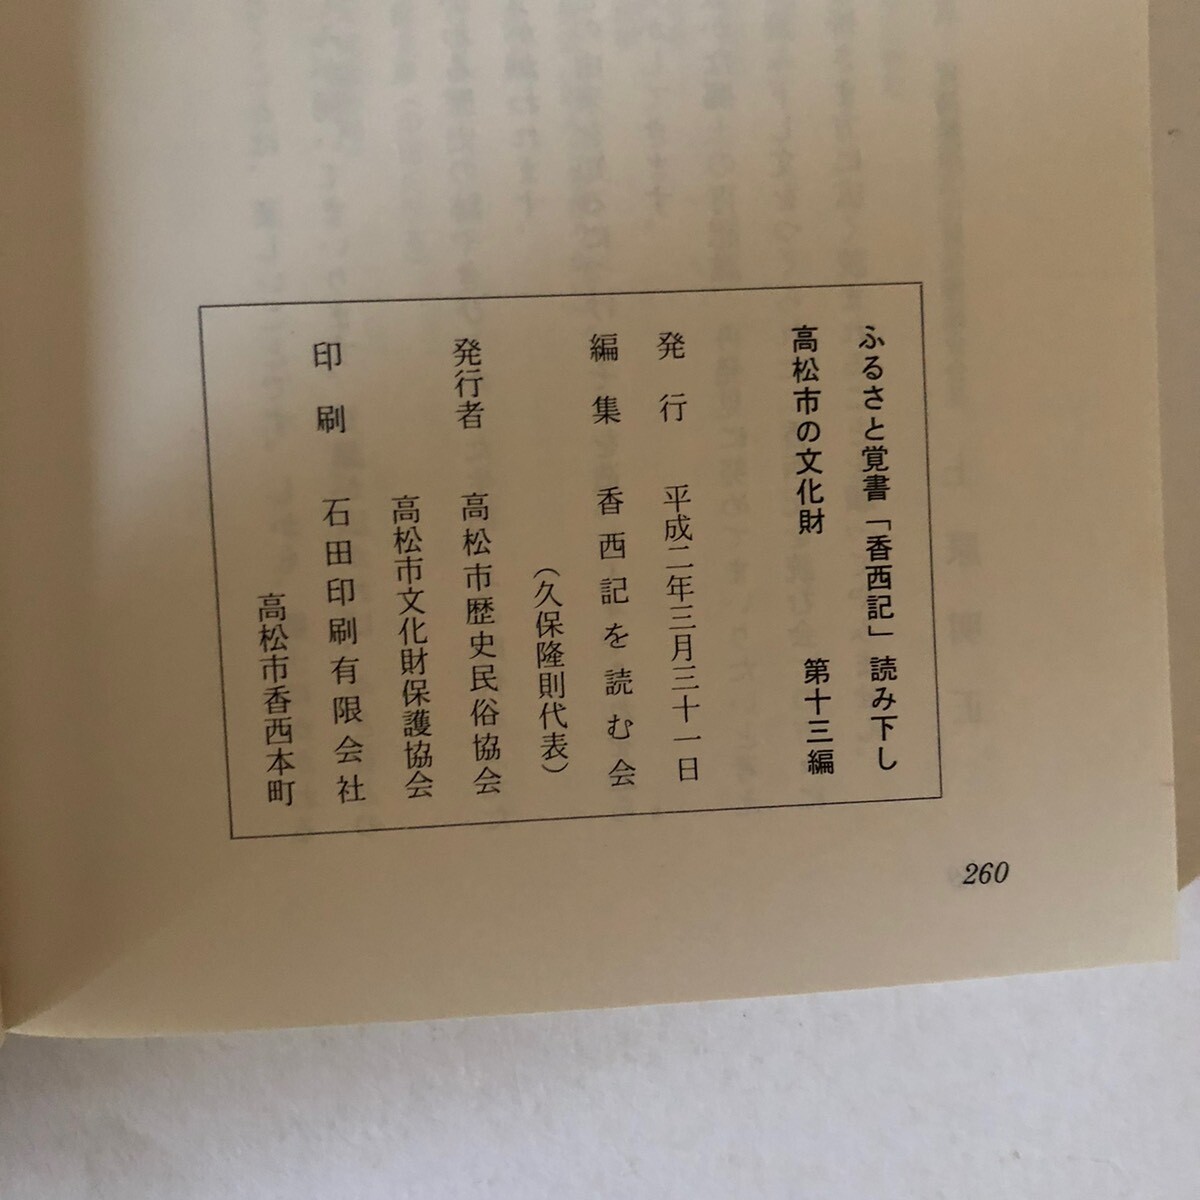 ふるさと覚書「香西記」読み下し
高松市の文化財　第十三編
発行　平成二年三月三十一日
編集　香西記を読む会
（久保隆則代表）
発行者　高松市歴史民俗協会
高松市文化財保護協会
印刷　石田印刷有限会社
高松市香西本町
260